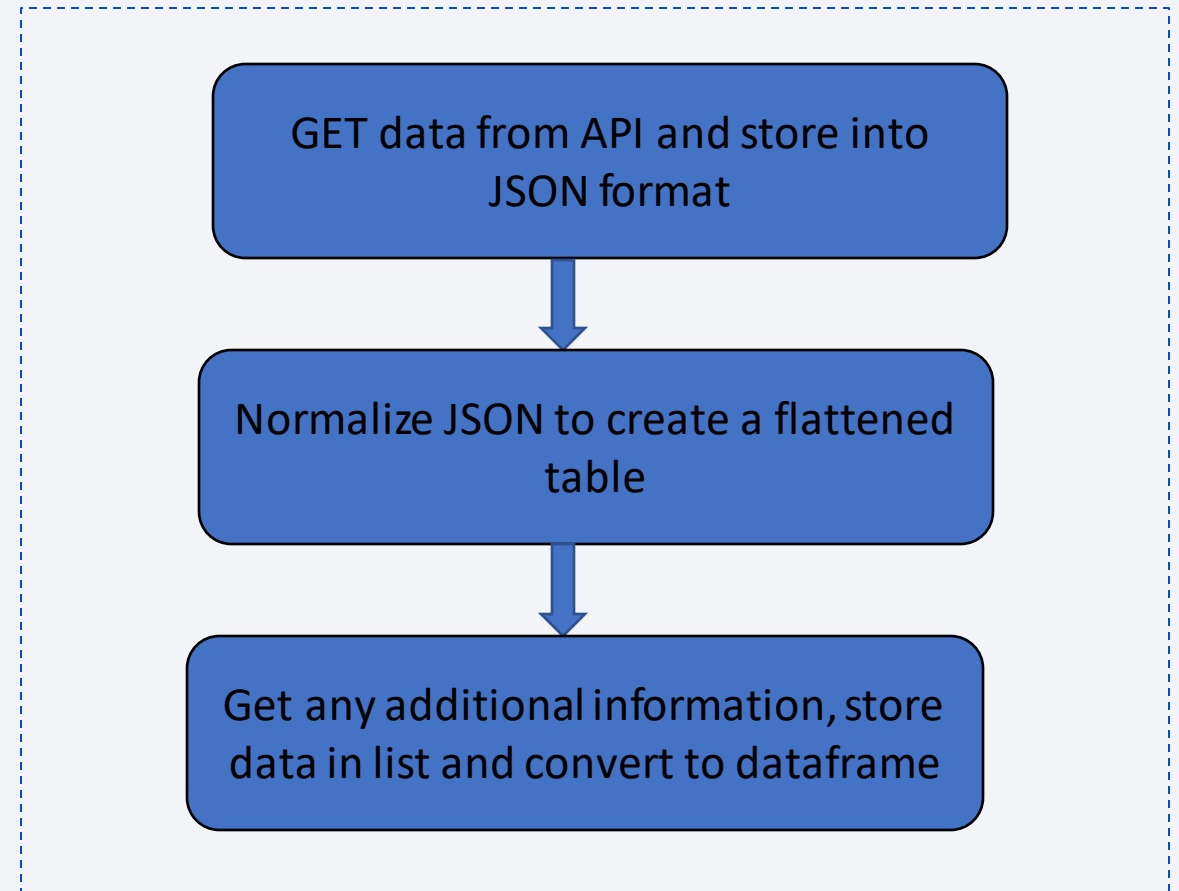 GET data from API and store into
JSON format
Normalize JSON to create a flattened
table
Get any additional information, store
data in list and convert to dataframe